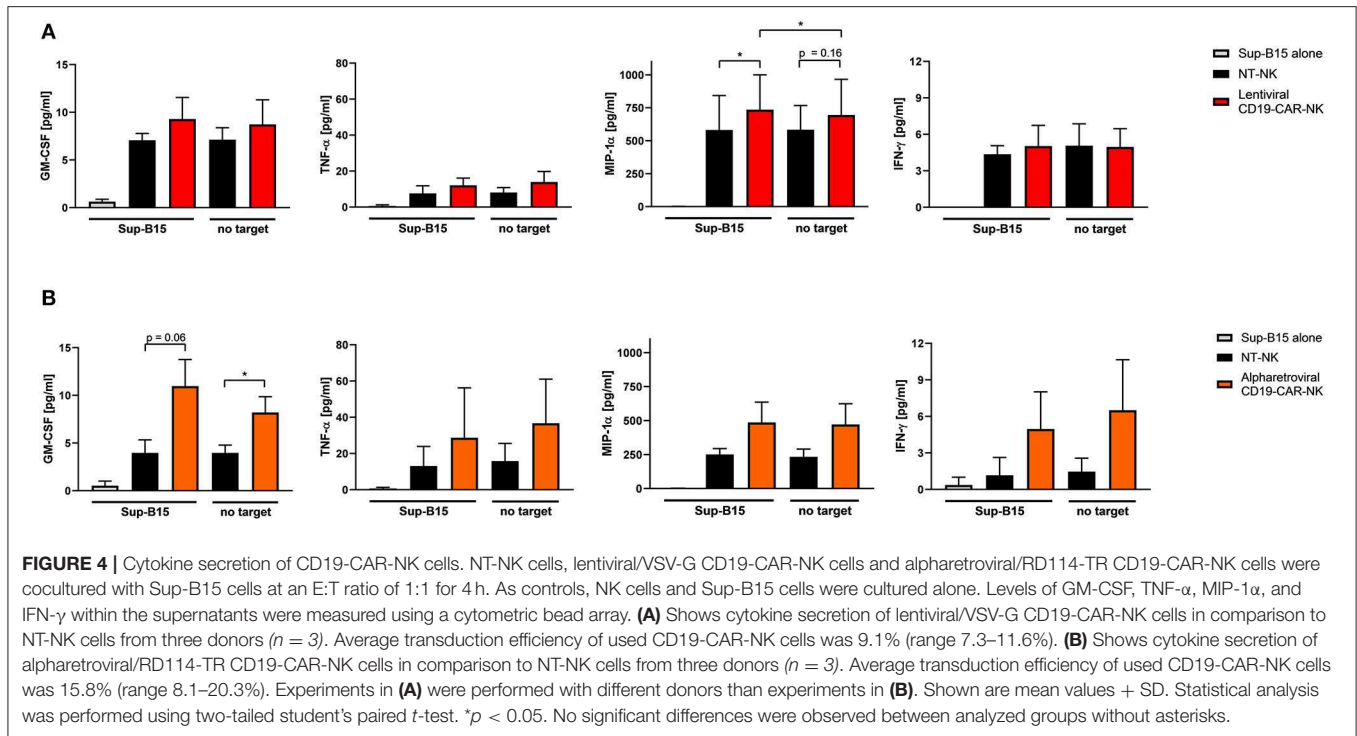 A
GM-CSF [pg/ml]
15
10
5
0
Sup-B15
no target
TNF-α [pg/ml]
80
60
40
20
0
Sup-B15
no target
MIP-1α [pg/ml]
1000
750
500
250
0
*
*
p = 0.16
Sup-B15
no target
IFN-γ [pg/ml]
12
9
6
3
0
Sup-B15
no target
Sup-B15 alone
NT-NK
Lentiviral
CD19-CAR-NK
B
GM-CSF [pg/ml]
15
10
5
0
p = 0.06
*
Sup-B15
no target
TNF-α [pg/ml]
80
60
40
20
0
Sup-B15
no target
MIP-1α [pg/ml]
1000
750
500
250
0
Sup-B15
no target
IFN-γ [pg/ml]
12
9
6
3
0
Sup-B15
no target
Sup-B15 alone
NT-NK
Alpharetroviral
CD19-CAR-NK
FIGURE 4 | Cytokine secretion of CD19-CAR-NK cells. NT-NK cells, lentiviral/VSV-G CD19-CAR-NK cells and alpharetroviral/RD114-TR CD19-CAR-NK cells were
cocultured with Sup-B15 cells at an E:T ratio of 1:1 for 4 h. As controls, NK cells and Sup-B15 cells were cultured alone. Levels of GM-CSF, TNF-α, MIP-1α, and
IFN-γ within the supernatants were measured using a cytometric bead array. (A) Shows cytokine secretion of lentiviral/VSV-G CD19-CAR-NK cells in comparison to
NT-NK cells from three donors (n = 3). Average transduction efficiency of used CD19-CAR-NK cells was 9.1% (range 7.3–11.6%). (B) Shows cytokine secretion of
alpharetroviral/RD114-TR CD19-CAR-NK cells in comparison to NT-NK cells from three donors (n = 3). Average transduction efficiency of used CD19-CAR-NK cells
was 15.8% (range 8.1–20.3%). Experiments in (A) were performed with different donors than experiments in (B). Shown are mean values + SD. Statistical analysis
was performed using two-tailed student's paired t-test. *p < 0.05. No significant differences were observed between analyzed groups without asterisks.